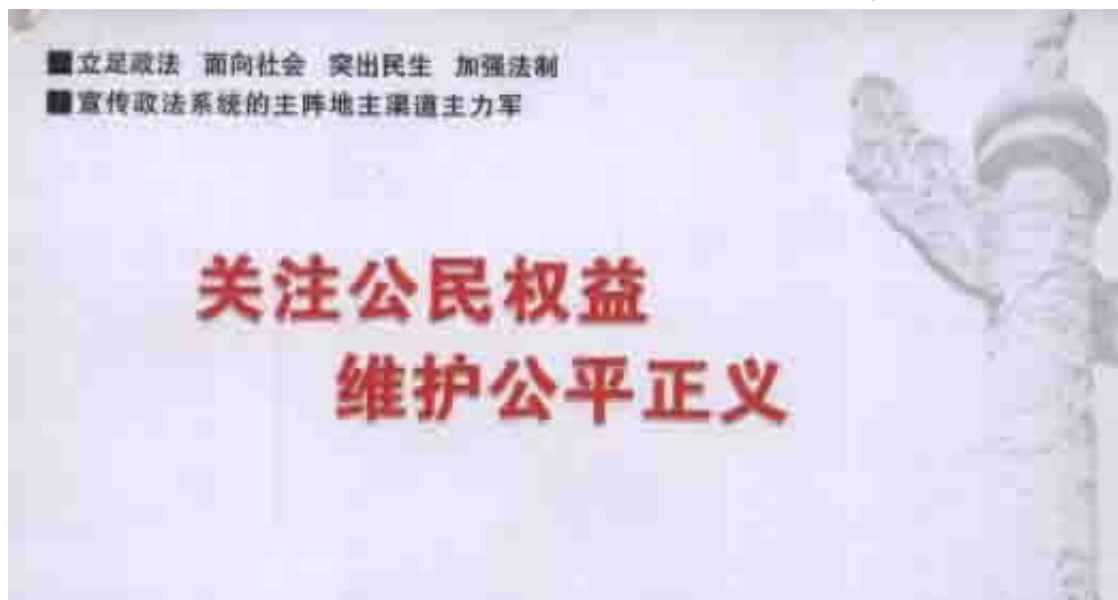 ■立足政法 面向社会 突出民生 加强法制
■宣传政法系统的主阵地主渠道主力军
关注公民权益
维护公平正义